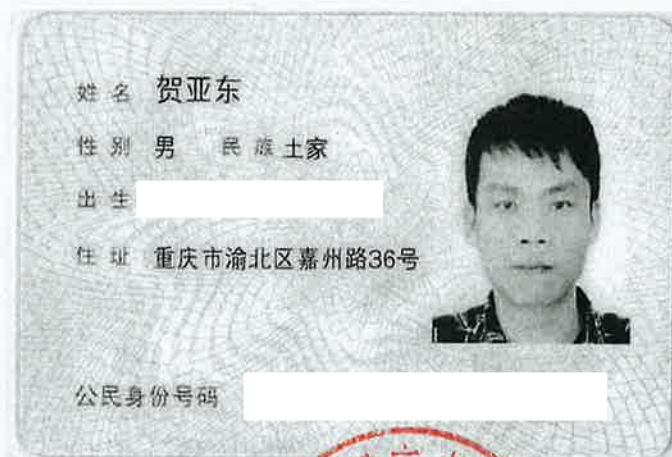 姓名 贺亚东
性别 男 民族 土家
出生
住址 重庆市渝北区嘉州路36号
公民身份号码